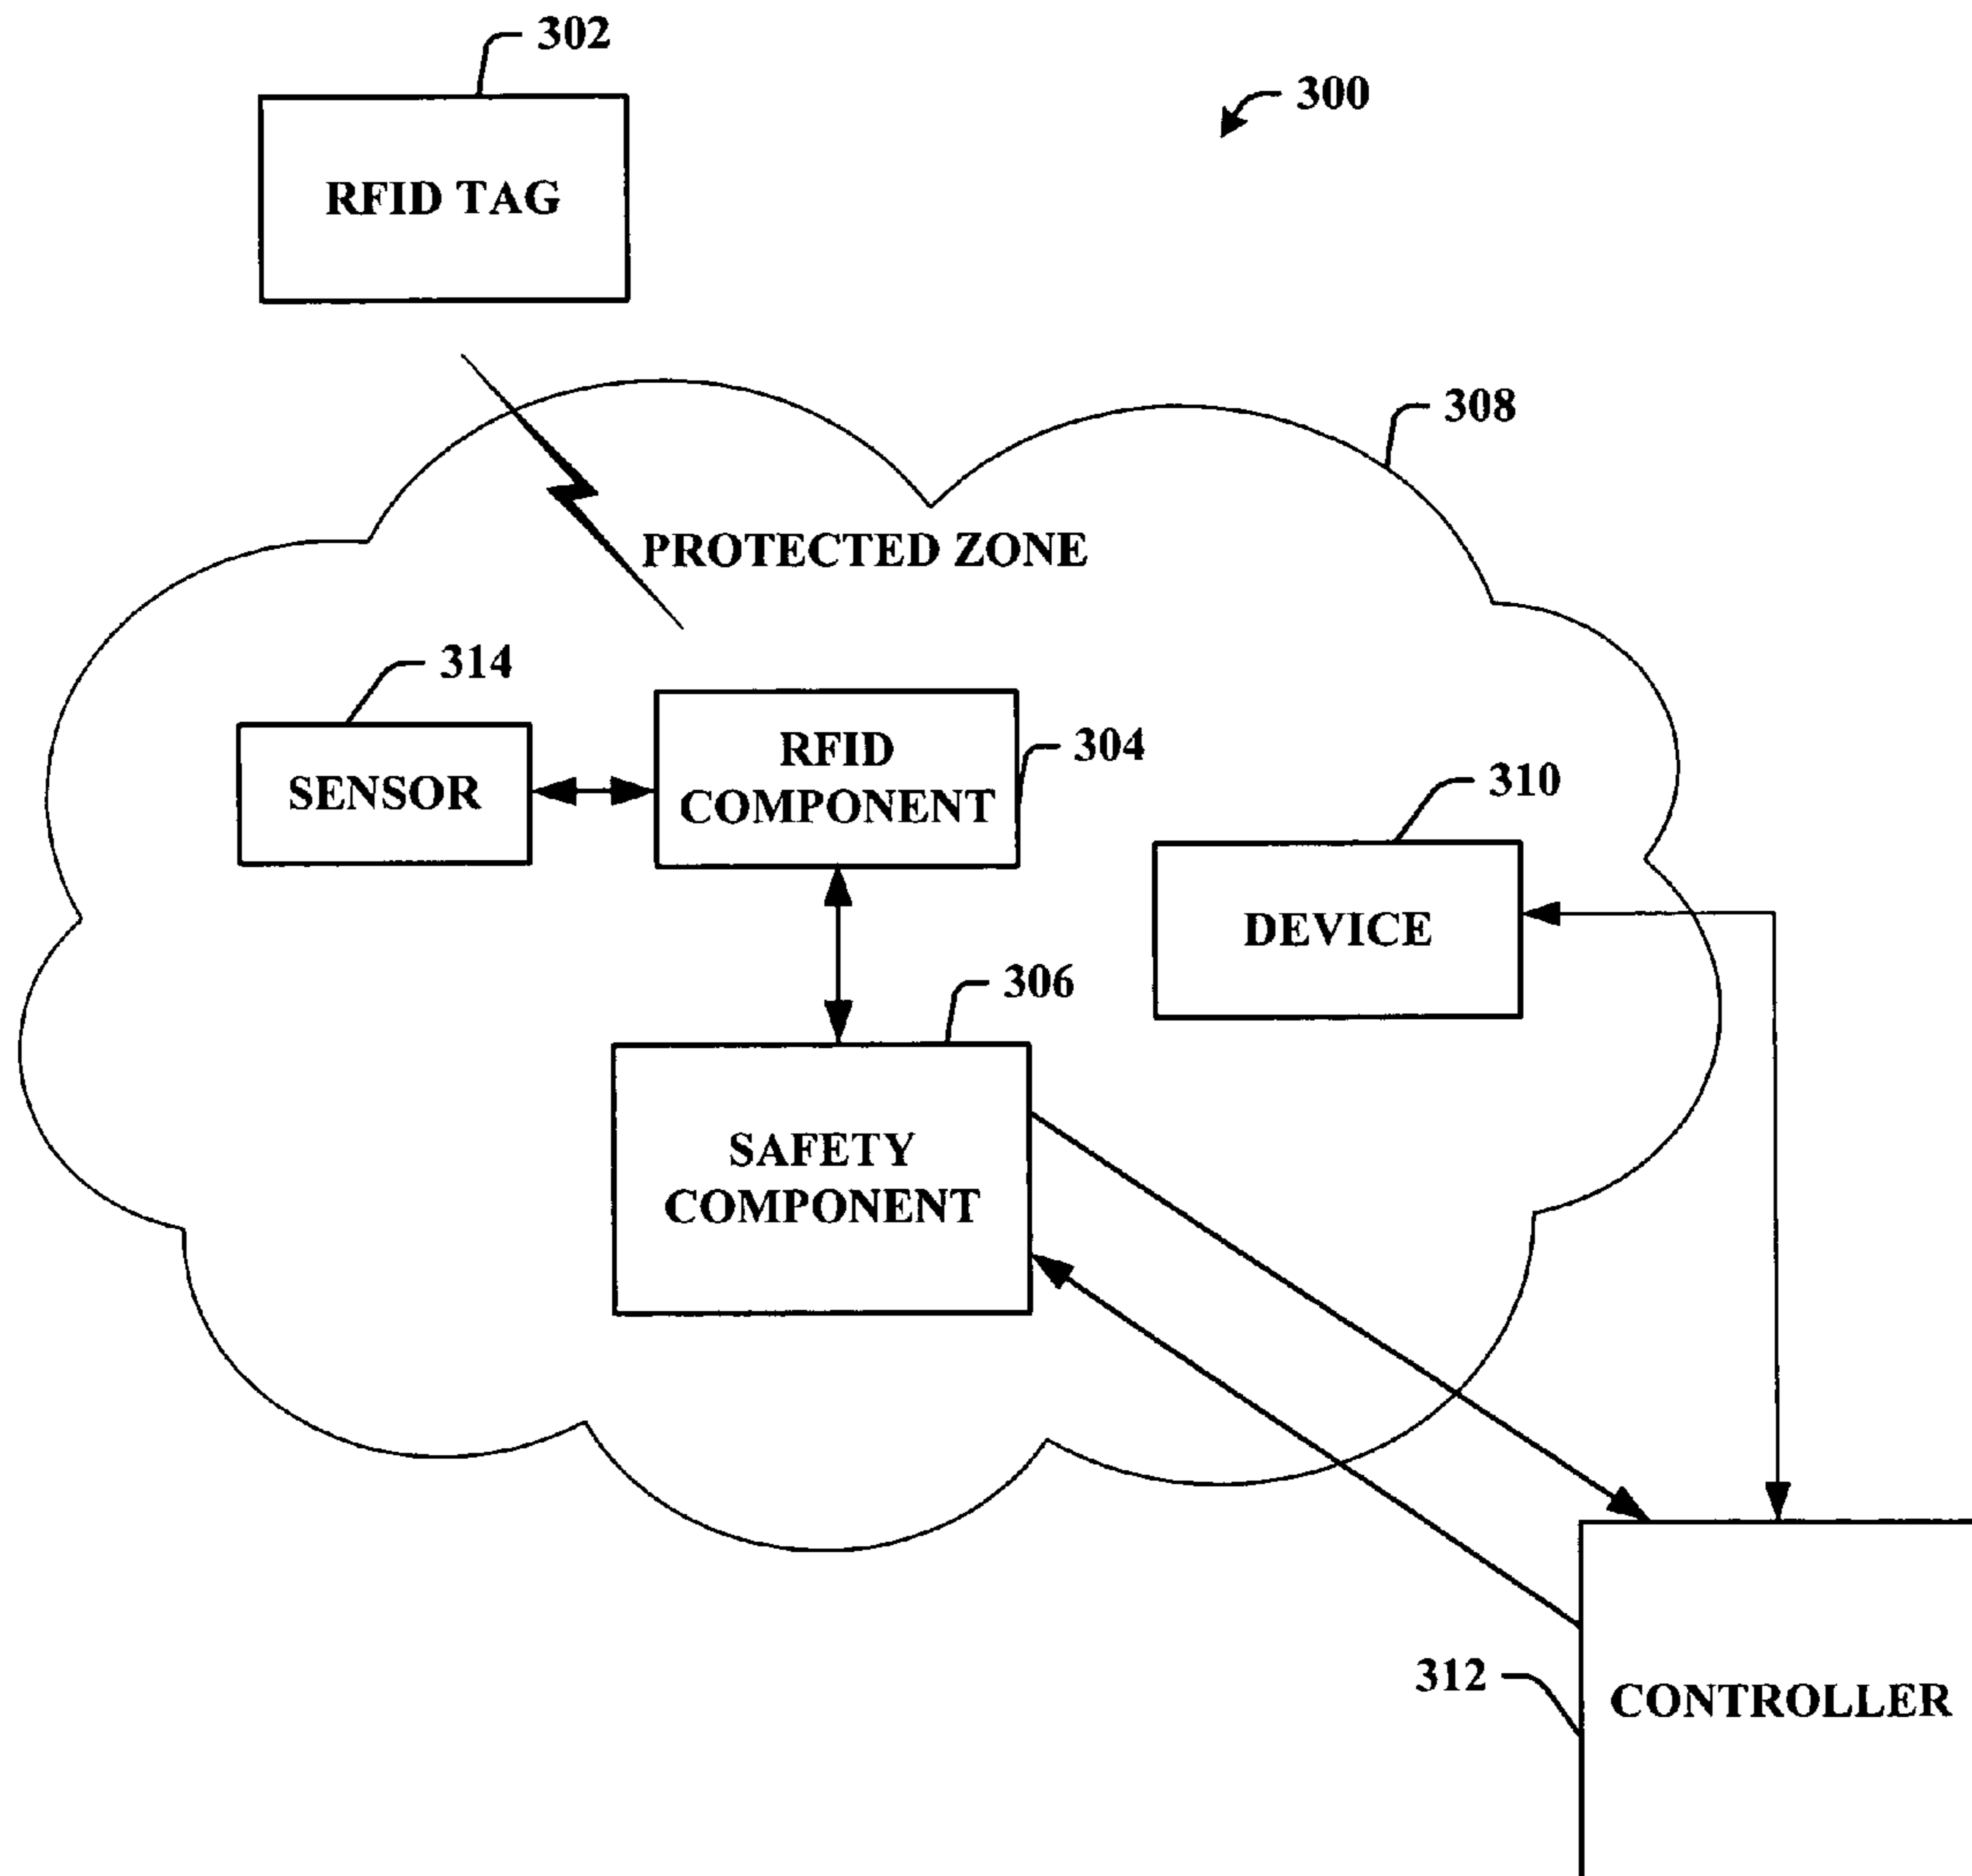 302
300
RFID TAG
308
PROTECTED ZONE
314
RFID
COMPONENT
304
SENSOR
310
DEVICE
306
SAFETY
COMPONENT
312
CONTROLLER